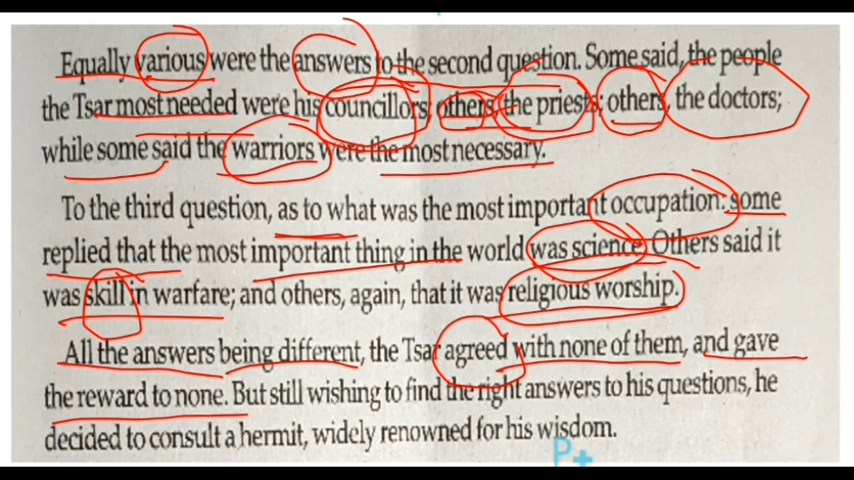 Equally various were the answers to the second question. Some said, the people
the Tsar most needed were his councillors; others, the priests; others, the doctors;
while some said the warriors were the most necessary.
To the third question, as to what was the most important occupation: some
replied that the most important thing in the world was science. Others said it
was skill in warfare; and others, again, that it was religious worship.
All the answers being different, the Tsar agreed with none of them, and gave
the reward to none. But still wishing to find the right answers to his questions, he
decided to consult a hermit, widely renowned for his wisdom.
P+